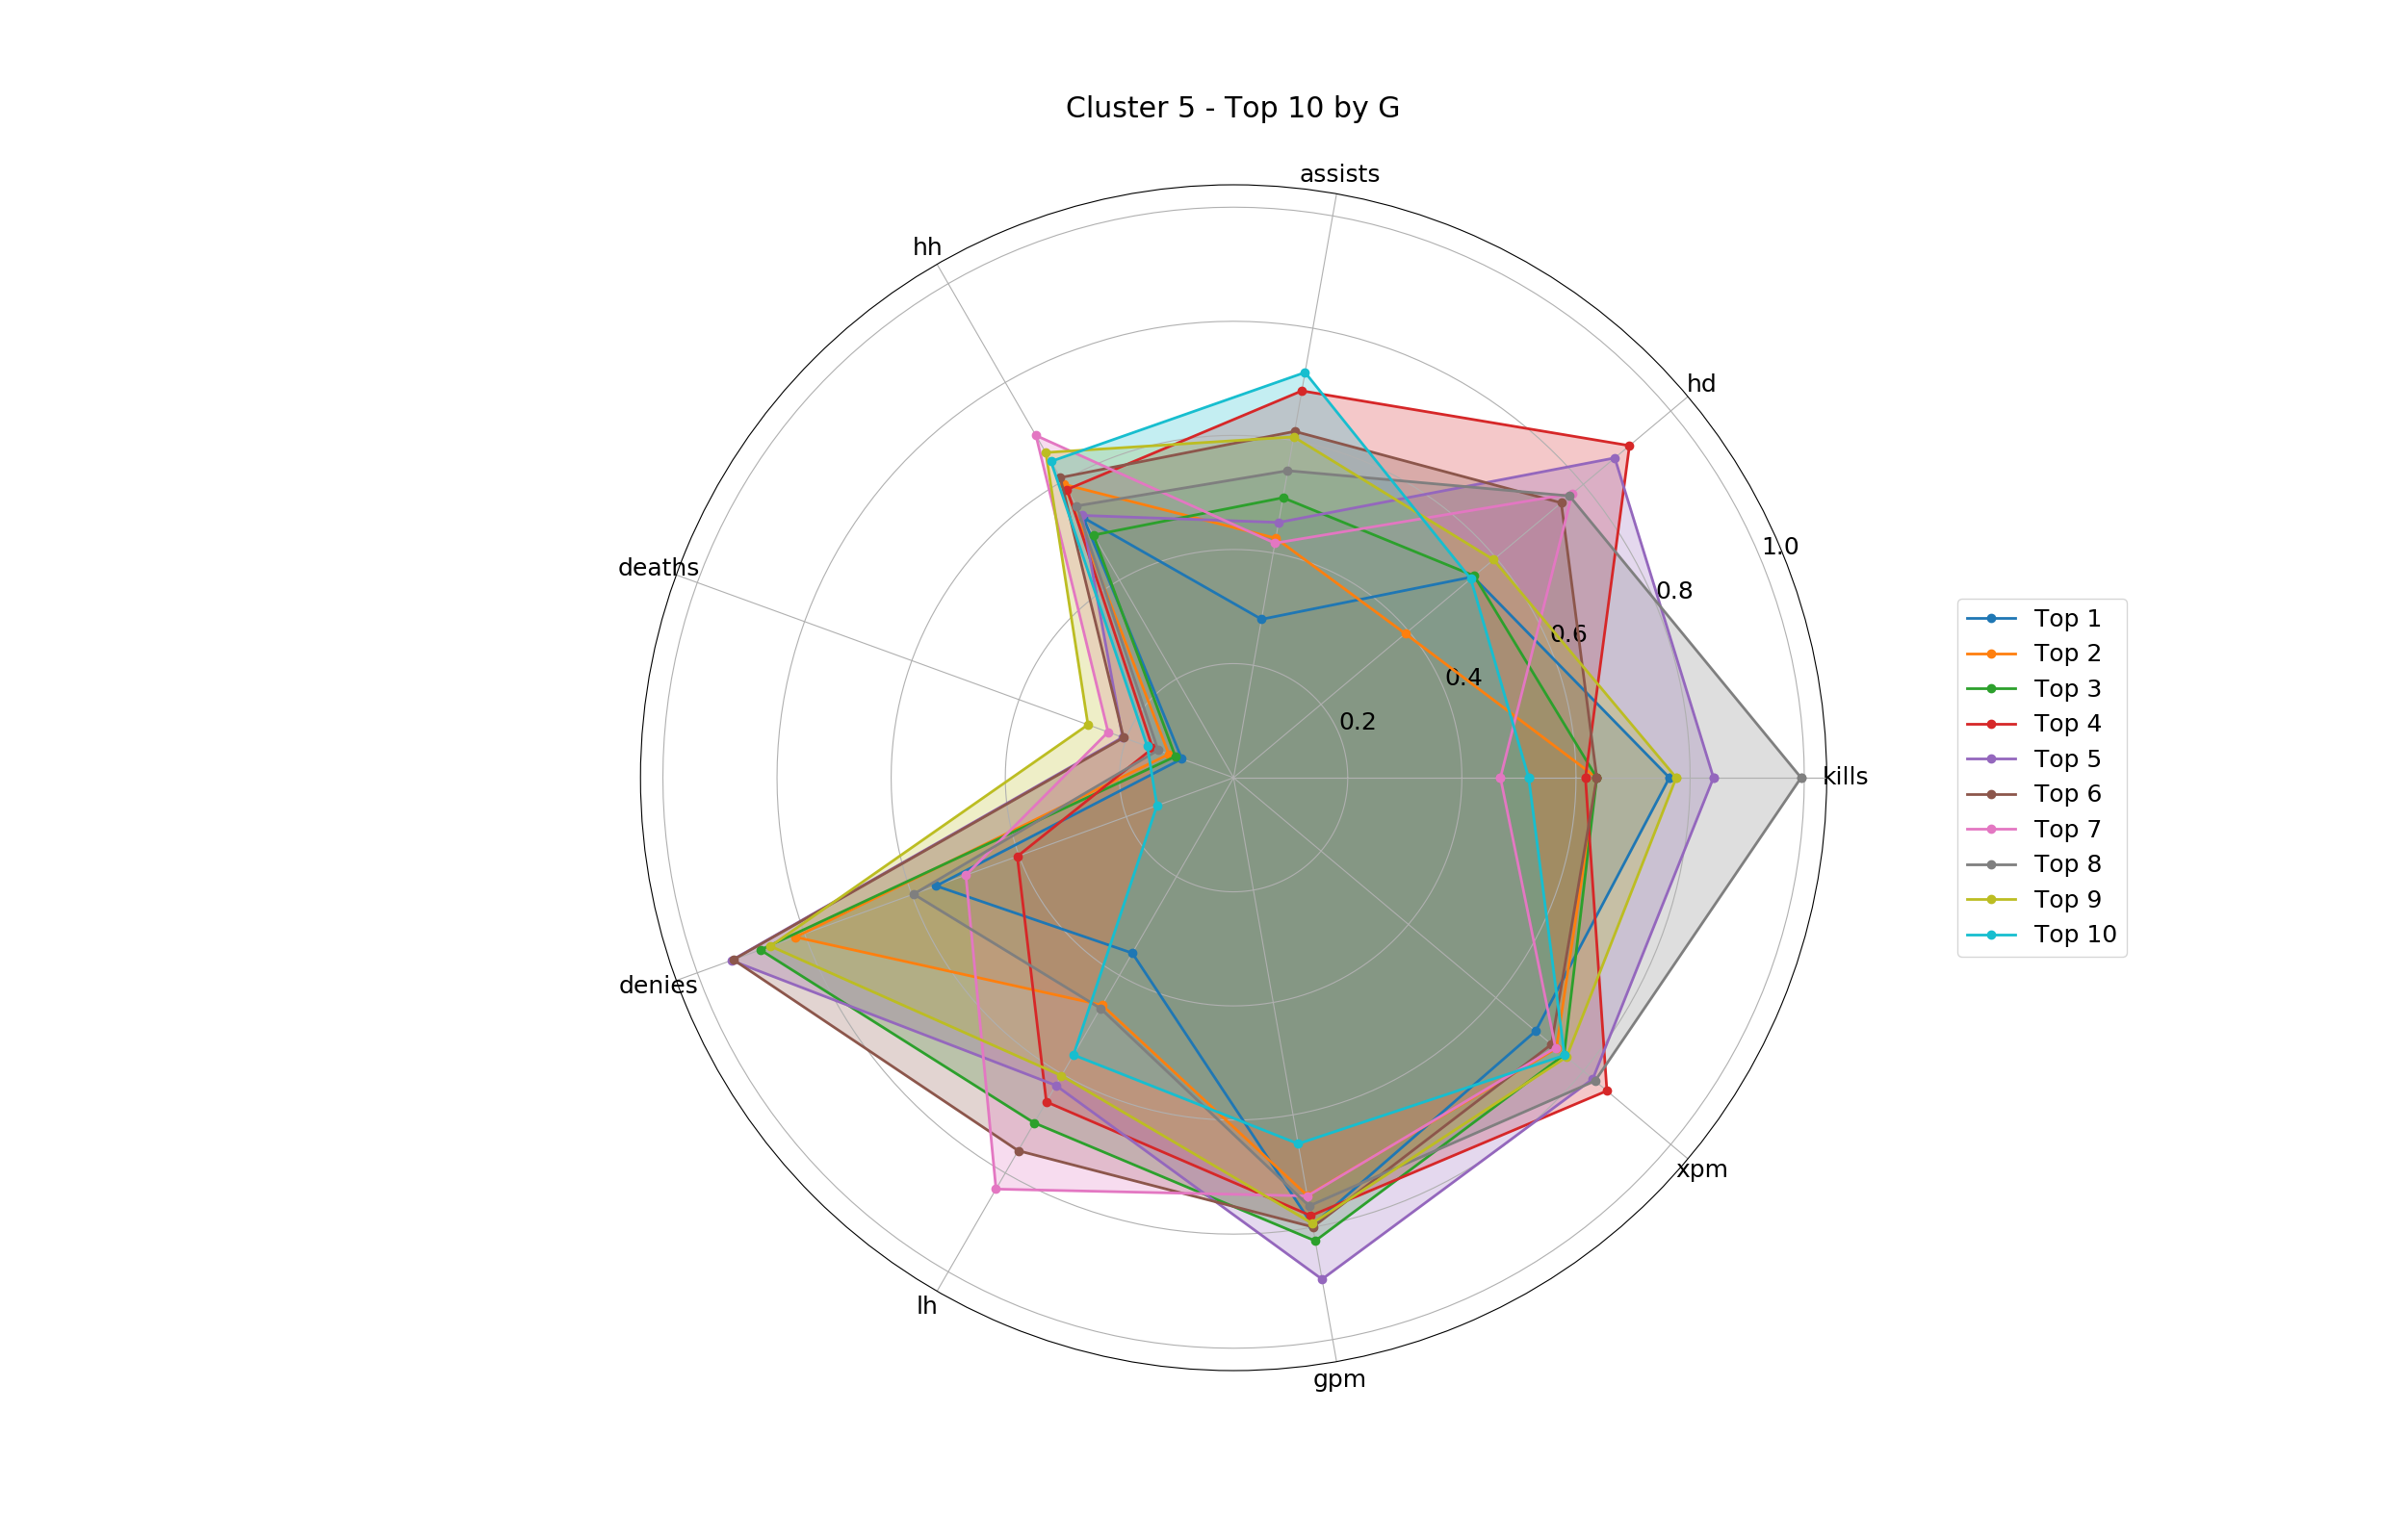 Cluster 5 - Top 10 by G
assists
hh
hd
deaths
1.0
0.8
0.6
0.4
0.2
kills
denies
xpm
lh
gpm
Top 1
Top 2
Top 3
Top 4
Top 5
Top 6
Top 7
Top 8
Top 9
Top 10